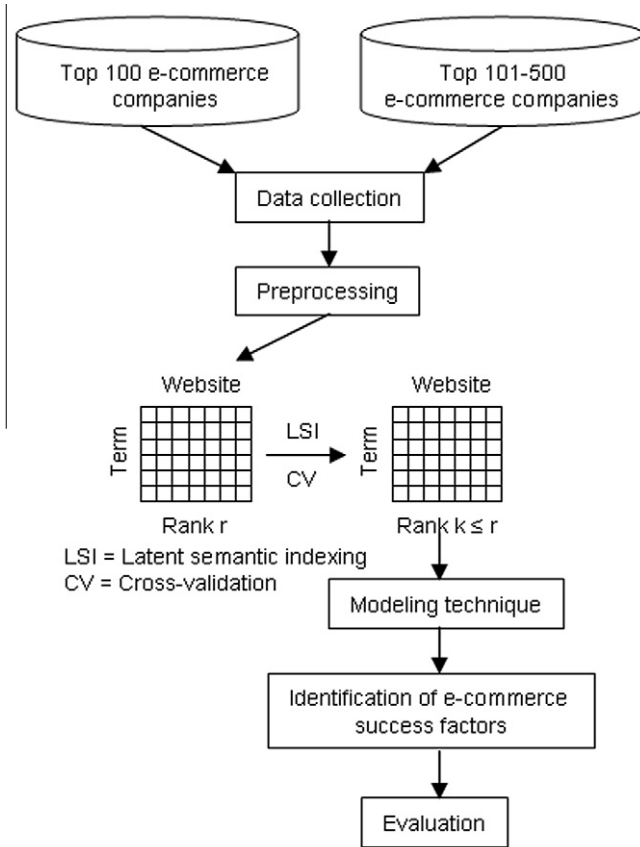 Top 100 e-commerce
companies
Top 101-500
e-commerce companies
Data collection
Preprocessing
Website
Term
Rank r
LSI
CV
Website
Term
Rank k ≤ r
LSI = Latent semantic indexing
CV = Cross-validation
Modeling technique
Identification of e-commerce
success factors
Evaluation